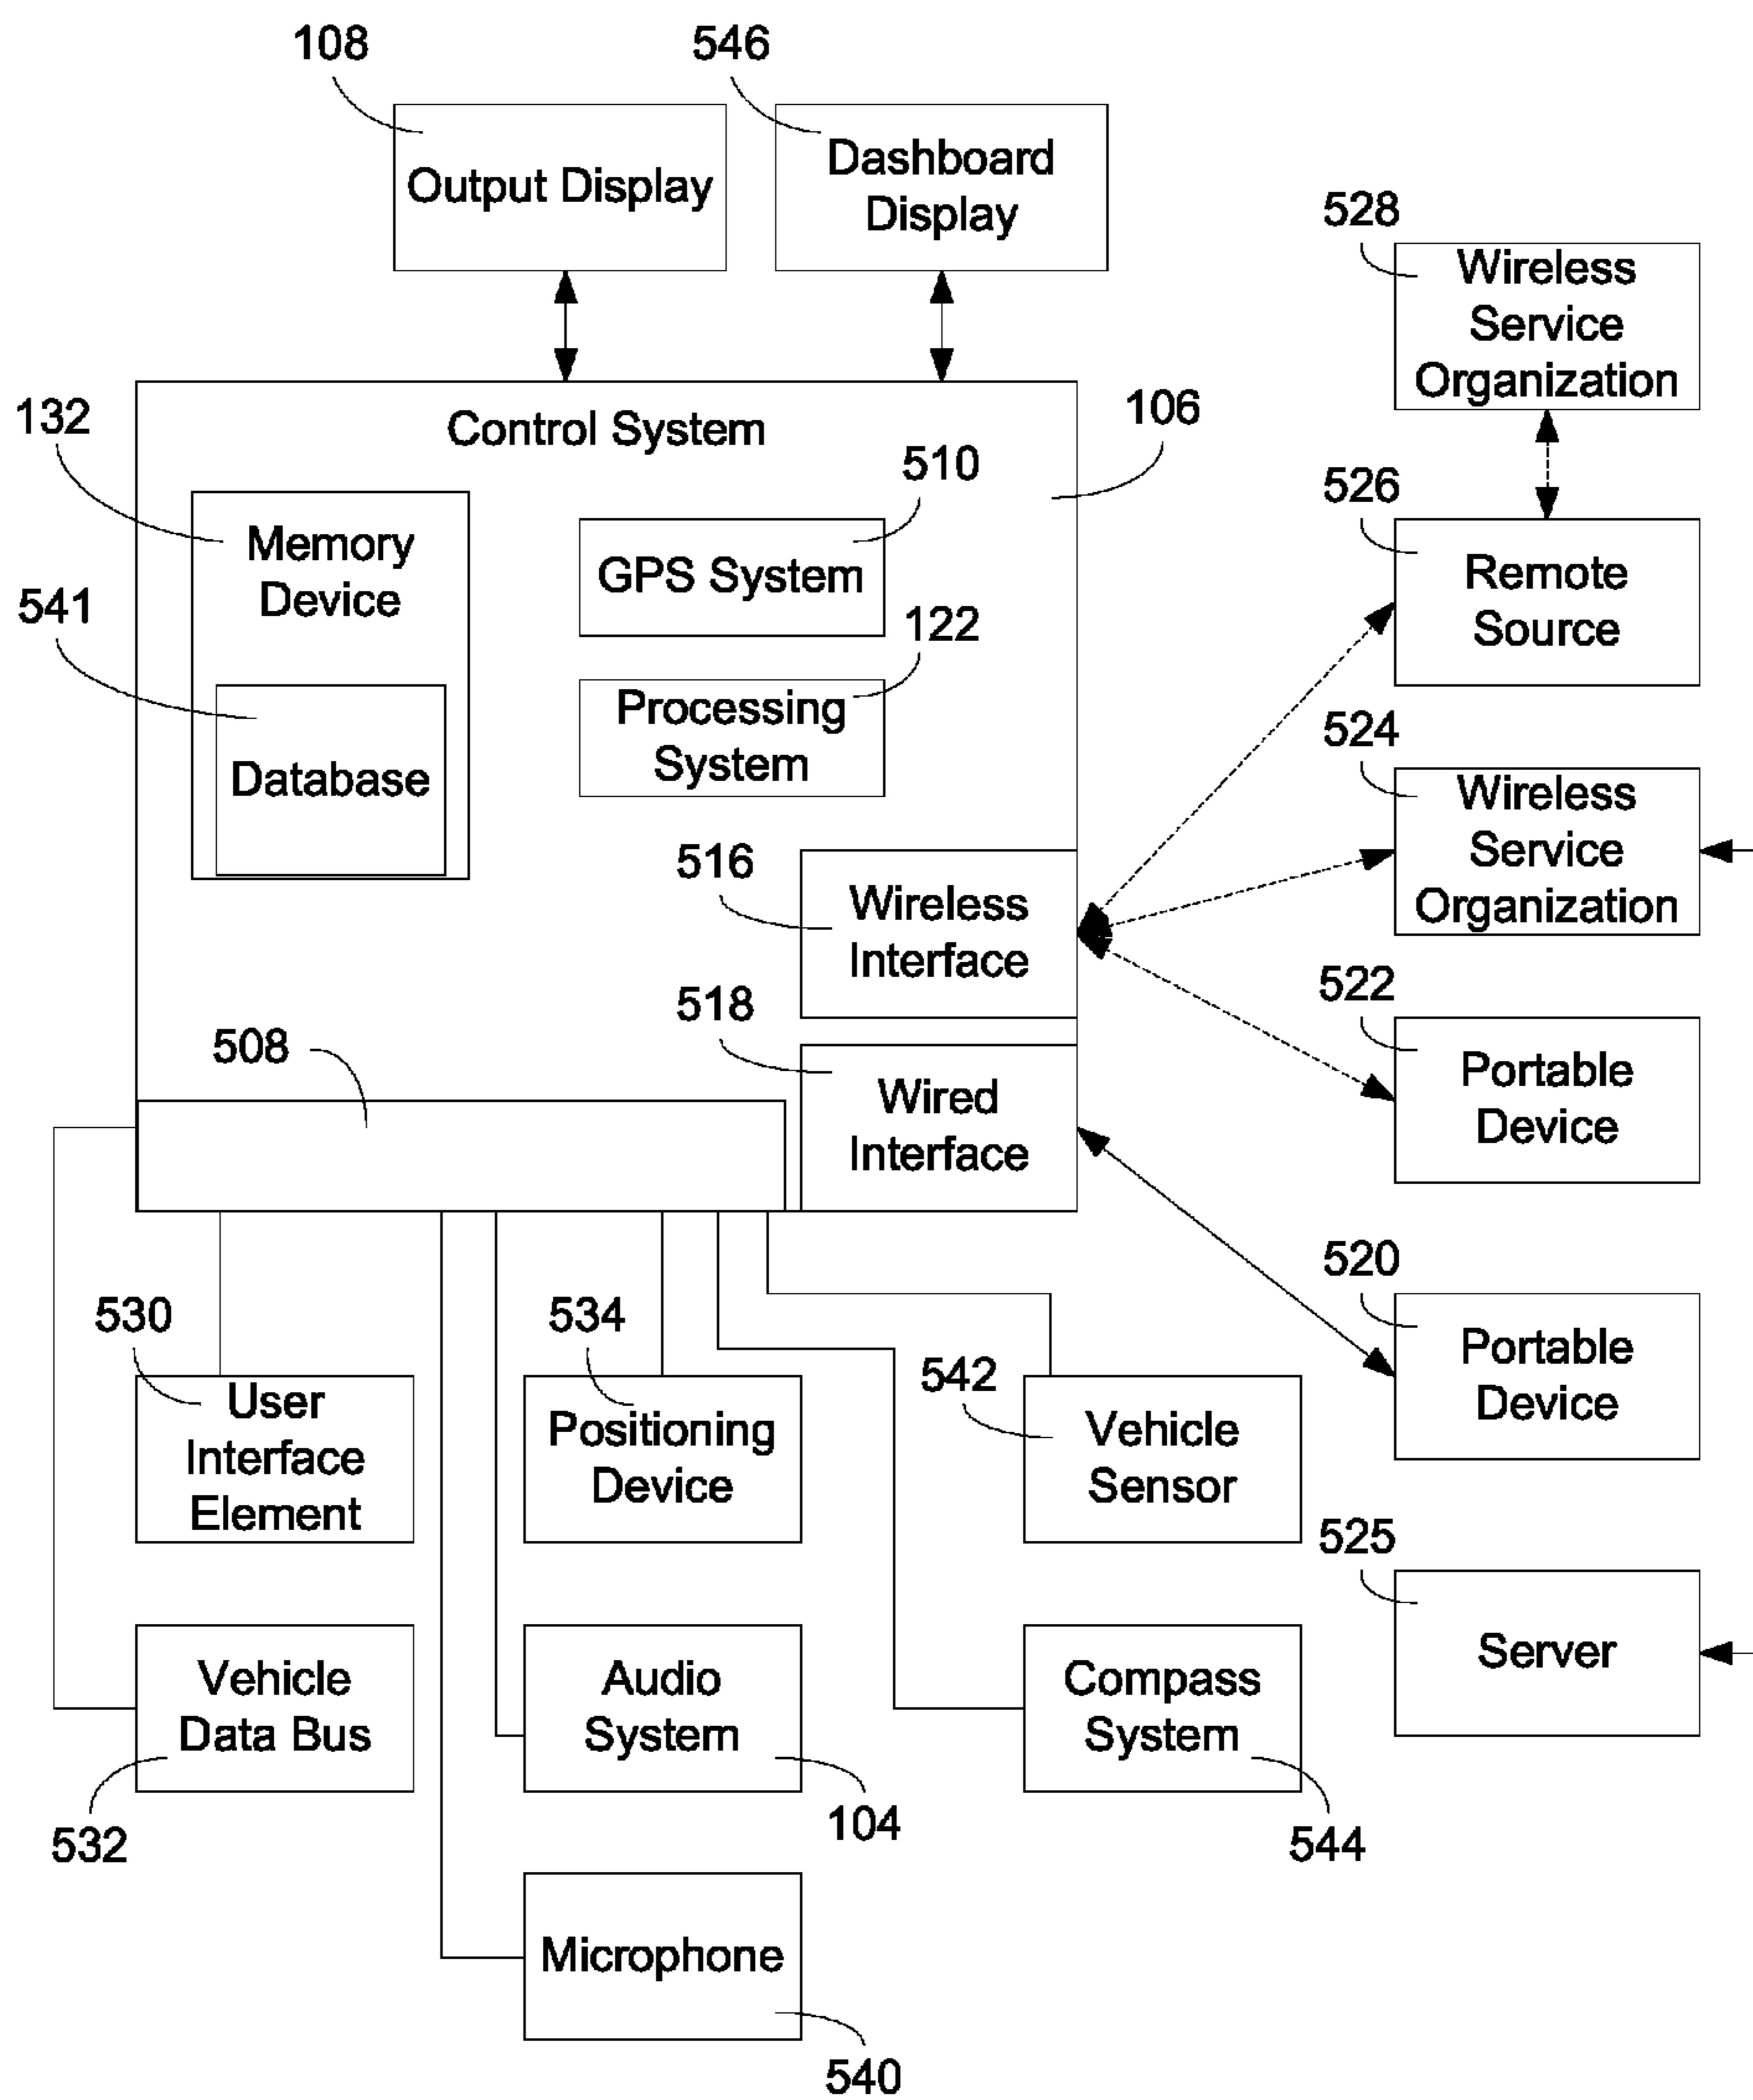 108
546
Output Display
Dashboard
Display
528
Wireless
Service
Organization
132
Control System
106
510
526
Memory
Device
GPS System
Remote
Source
541
122
Processing
System
Database
524
Wireless
Service
Organization
516
Wireless
Interface
522
Portable
Device
518
508
Wired
Interface
520
Portable
Device
530
User
Interface
Element
534
Positioning
Device
542
Vehicle
Sensor
525
Server
Vehicle
Data Bus
532
Audio
System
104
Compass
System
544
Microphone
540